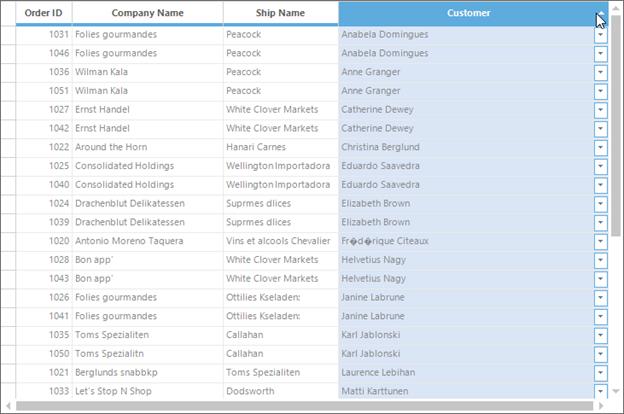 Order ID Company Name Ship Name Customer
1031 Folies gourmandes Peacock Anabela Domingues
1046 Folies gourmandes Peacock Anabela Domingues
1036 Wilman Kala Peacock Anne Granger
1051 Wilman Kala Peacock Anne Granger
1027 Ernst Handel White Clover Markets Catherine Dewey
1042 Ernst Handel White Clover Markets Catherine Dewey
1022 Around the Horn Hanari Carnes Christina Berglund
1025 Consolidated Holdings Wellington Importadora Eduardo Saavedra
1040 Consolidated Holdings Wellington Importadora Eduardo Saavedra
1024 Drachenblut Delikatessen Suprmes dlices Elizabeth Brown
1039 Drachenblut Delikatessen Suprmes dlices Elizabeth Brown
1020 Antonio Moreno Taquera Vins et alcools Chevalier Fr�d�rique Citeaux
1028 Bon app' White Clover Markets Helvetius Nagy
1043 Bon app' White Clover Markets Helvetius Nagy
1026 Folies gourmandes Ottilies Kseladen: Janine Labrune
1041 Folies gourmandes Ottilies Kseladen: Janine Labrune
1035 Toms Spezialiten Callahan Karl Jablonski
1050 Toms Spezialitn Callahan Karl Jablonski
1021 Berglunds snabbkp Toms Spezialiten Laurence Lebihan
1033 Let's Stop N Shop Dodsworth Matti Karttunen